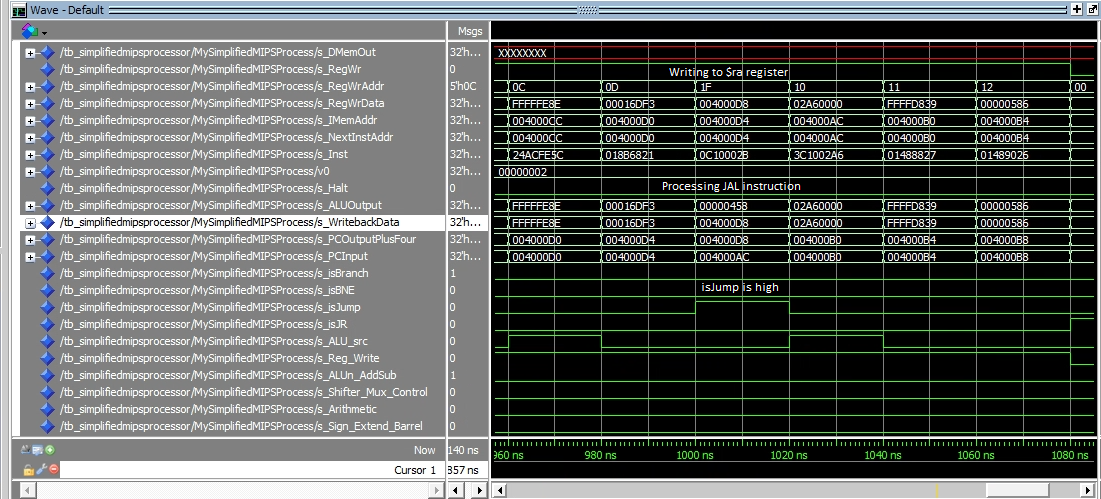 Wave - Default
Msgs
/tb_simplifiedmipsprocessor/MySimplifiedMIPSProcess/s_DMemOut 32'h... XXXXXXXX
/tb_simplifiedmipsprocessor/MySimplifiedMIPSProcess/s_RegWr 0 Writing to $ra register
/tb_simplifiedmipsprocessor/MySimplifiedMIPSProcess/s_RegWrAddr 5'h0C 0C 0D 1F 10 11 12 00
/tb_simplifiedmipsprocessor/MySimplifiedMIPSProcess/s_RegWrData 32'h... FFFFFE8E 00016DF3 004000D8 02A60000 FFFFD839 00000586
/tb_simplifiedmipsprocessor/MySimplifiedMIPSProcess/s_IMemAddr 32'h... 004000CC 004000D0 004000D4 004000AC 004000B0 004000B4
/tb_simplifiedmipsprocessor/MySimplifiedMIPSProcess/s_NextInstAddr 32'h... 004000CC 004000D0 004000D4 004000AC 004000B0 004000B4
/tb_simplifiedmipsprocessor/MySimplifiedMIPSProcess/s_Inst 32'h... 24ACFE5C 018B6821 0C10002B 3C1002A6 01488827 01489026
/tb_simplifiedmipsprocessor/MySimplifiedMIPSProcess/v0 32'h... 00000002
/tb_simplifiedmipsprocessor/MySimplifiedMIPSProcess/s_Halt 0 Processing JAL instruction
/tb_simplifiedmipsprocessor/MySimplifiedMIPSProcess/s_ALUOutput 32'h... FFFFFE8E 00016DF3 00000458 02A60000 FFFFD839 00000586
/tb_simplifiedmipsprocessor/MySimplifiedMIPSProcess/s_WritebackData 32'h... FFFFFE8E 00016DF3 004000D8 02A60000 FFFFD839 00000586
/tb_simplifiedmipsprocessor/MySimplifiedMIPSProcess/s_PCOutputPlusFour 32'h... 004000D0 004000D4 004000D8 004000B0 004000B4 004000B8
/tb_simplifiedmipsprocessor/MySimplifiedMIPSProcess/s_PCInput 32'h... 004000D0 004000D4 004000AC 004000B0 004000B4 004000B8
/tb_simplifiedmipsprocessor/MySimplifiedMIPSProcess/s_isBranch 1
/tb_simplifiedmipsprocessor/MySimplifiedMIPSProcess/s_isBNE 0 isJump is high
/tb_simplifiedmipsprocessor/MySimplifiedMIPSProcess/s_isJump 0
/tb_simplifiedmipsprocessor/MySimplifiedMIPSProcess/s_isJR 0
/tb_simplifiedmipsprocessor/MySimplifiedMIPSProcess/s_ALU_src 0
/tb_simplifiedmipsprocessor/MySimplifiedMIPSProcess/s_Reg_Write 0
/tb_simplifiedmipsprocessor/MySimplifiedMIPSProcess/s_ALUn_AddSub 1
/tb_simplifiedmipsprocessor/MySimplifiedMIPSProcess/s_Shifter_Mux_Control 0
/tb_simplifiedmipsprocessor/MySimplifiedMIPSProcess/s_Arithmetic 0
/tb_simplifiedmipsprocessor/MySimplifiedMIPSProcess/s_Sign_Extend_Barrel 0
Now 140 ns 960 ns 980 ns 1000 ns 1020 ns 1040 ns 1060 ns 1080 ns
Cursor 1 857 ns